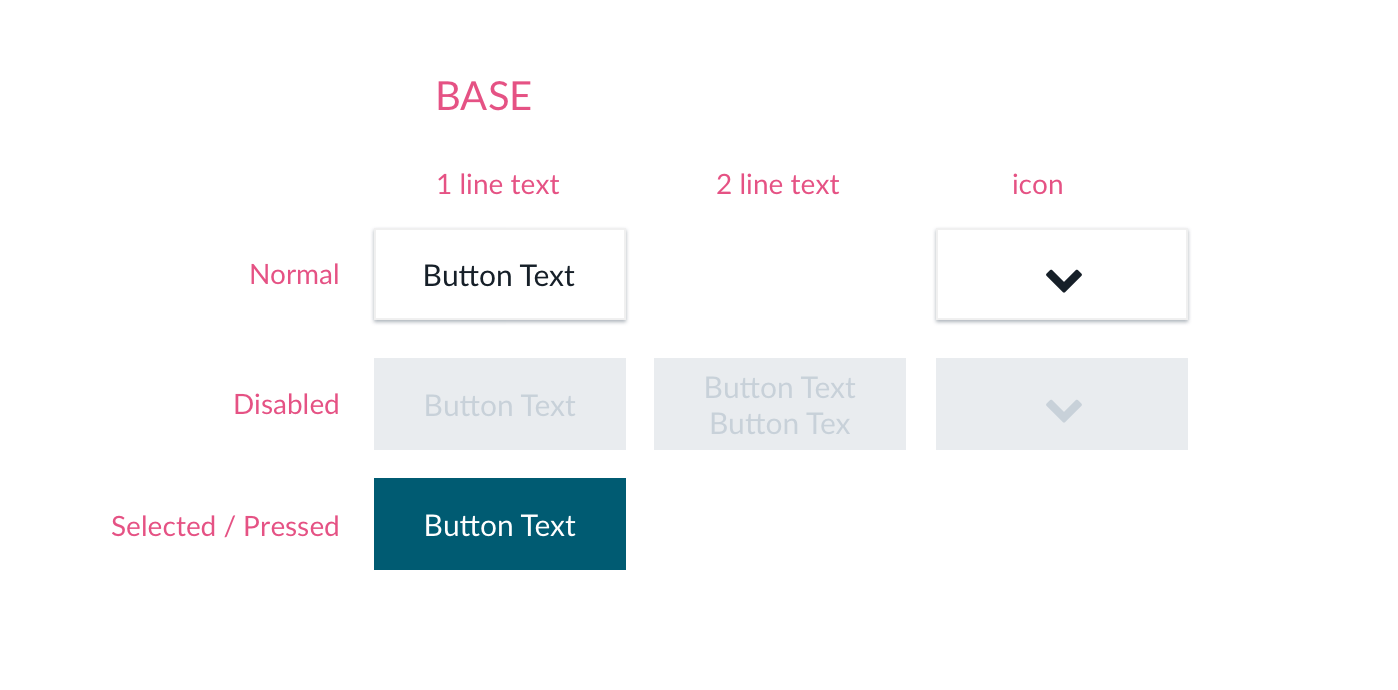 BASE
1 line text
2 line text
icon
Normal
Button Text
Disabled
Button Text
Button Text
Button Tex
Selected / Pressed
Button Text